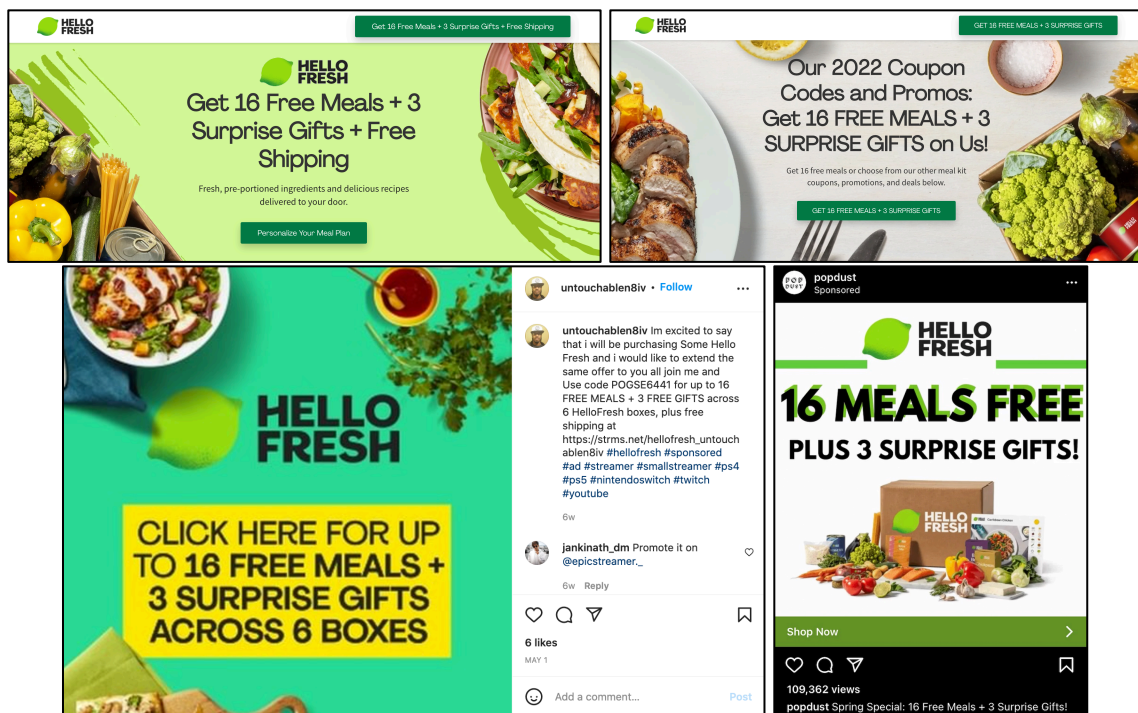 HELLO
FRESH
Get 16 Free Meals + 3 Surprise Gifts + Free Shipping
HELLO
FRESH
Get 16 Free Meals + 3
Surprise Gifts + Free
Shipping
Fresh, pre-portioned ingredients and delicious recipes
delivered to your door.
Personalize Your Meal Plan
HELLO
FRESH
GET 16 FREE MEALS + 3 SURPRISE GIFTS
Our 2022 Coupon
Codes and Promos:
Get 16 FREE MEALS + 3
SURPRISE GIFTS on Us!
Get 16 free meals or choose from our other meal kit
coupons, promotions, and deals below.
GET 16 FREE MEALS + 3 SURPRISE GIFTS
HELLO
FRESH
CLICK HERE FOR UP
TO 16 FREE MEALS +
3 SURPRISE GIFTS
ACROSS 6 BOXES
untouchablen8iv • Follow
untouchablen8iv Im excited to say
that i will be purchasing Some Hello
Fresh and i would like to extend the
same offer to you all join me and
Use code POGSE6441 for up to 16
FREE MEALS + 3 FREE GIFTS across
6 HelloFresh boxes, plus free
shipping at
https://strms.net/hellofresh_untouch
ablen8iv #hellofresh #sponsored
#ad #streamer #smallstreamer #ps4
#ps5 #nintendoswitch #twitch
#youtube
6w
jankinath_dm Promote it on
@epicstreamer._
6w Reply
6 likes
MAY 1
Add a comment...
Post
POP
DUST
popdust
Sponsored
HELLO
FRESH
16 MEALS FREE
PLUS 3 SURPRISE GIFTS!
HELLO
FRESH
Shop Now
109,362 views
popdust Spring Special: 16 Free Meals + 3 Surprise Gifts!